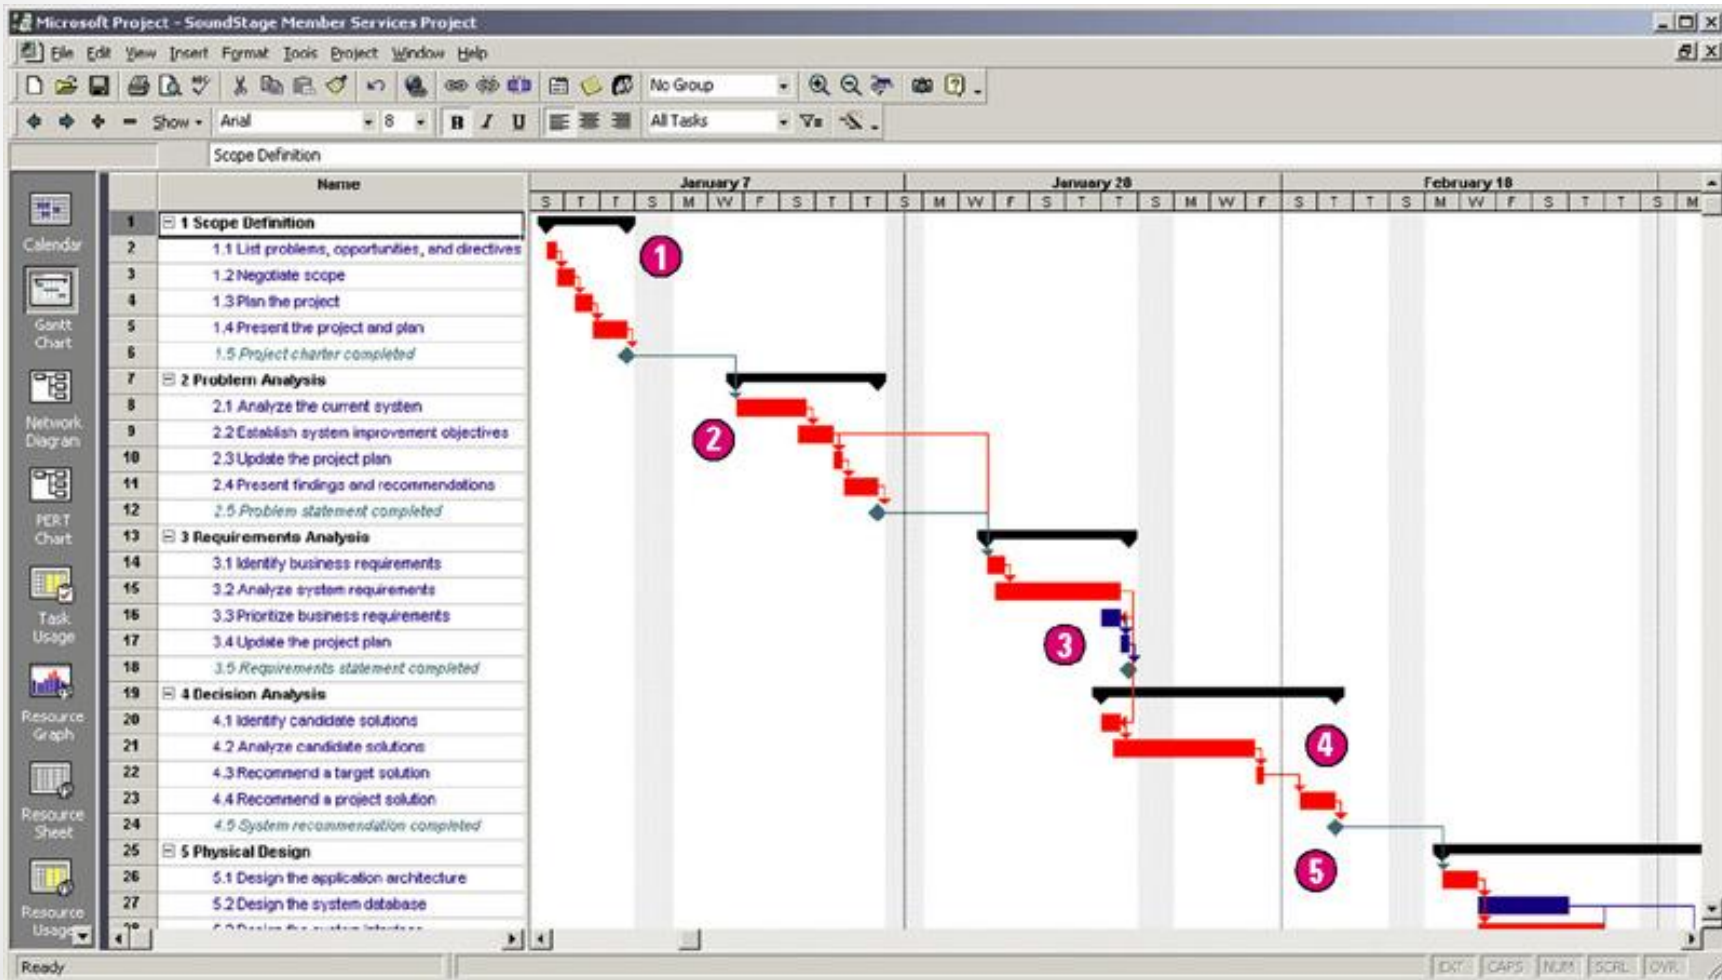 Microsoft Project - SoundStage Member Services Project
File Edit View Insert Format Tools Project Window Help
No Group
Show Arial 8 B I U All Tasks
Scope Definition
Name January 7 January 28 February 18
S T T S M W F S T T S M W F S T T S M W F S T T S M W F S T T S M
1 1 Scope Definition
2 1.1 List problems, opportunities, and directives
3 1.2 Negotiate scope
4 1.3 Plan the project
5 1.4 Present the project and plan
6 1.5 Project charter completed
7 2 Problem Analysis
8 2.1 Analyze the current system
9 2.2 Establish system improvement objectives
10 2.3 Update the project plan
11 2.4 Present findings and recommendations
12 2.5 Problem statement completed
13 3 Requirements Analysis
14 3.1 Identify business requirements
15 3.2 Analyze system requirements
16 3.3 Prioritize business requirements
17 3.4 Update the project plan
18 3.5 Requirements statement completed
19 4 Decision Analysis
20 4.1 Identify candidate solutions
21 4.2 Analyze candidate solutions
22 4.3 Recommend a target solution
23 4.4 Recommend a project solution
24 4.5 System recommendation completed
25 5 Physical Design
26 5.1 Design the application architecture
27 5.2 Design the system database
Calendar
Gantt
Chart
Network
Diagram
PERT
Chart
Task
Usage
Resource
Graph
Resource
Sheet
Resource
Usage
1
2
3
4
5
Ready EXT CAPS NUM SCRL OVR